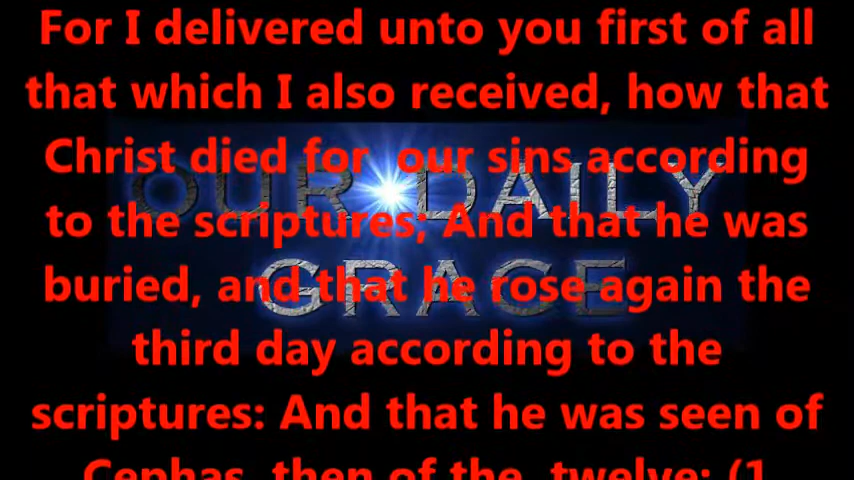 For I delivered unto you first of all
that which I also received, how that
Christ died for our sins according
to the scriptures; And that he was
buried, and that he rose again the
third day according to the
scriptures: And that he was seen of
Cephas, then of the twelve: (1
OUR DAILY
GRACE